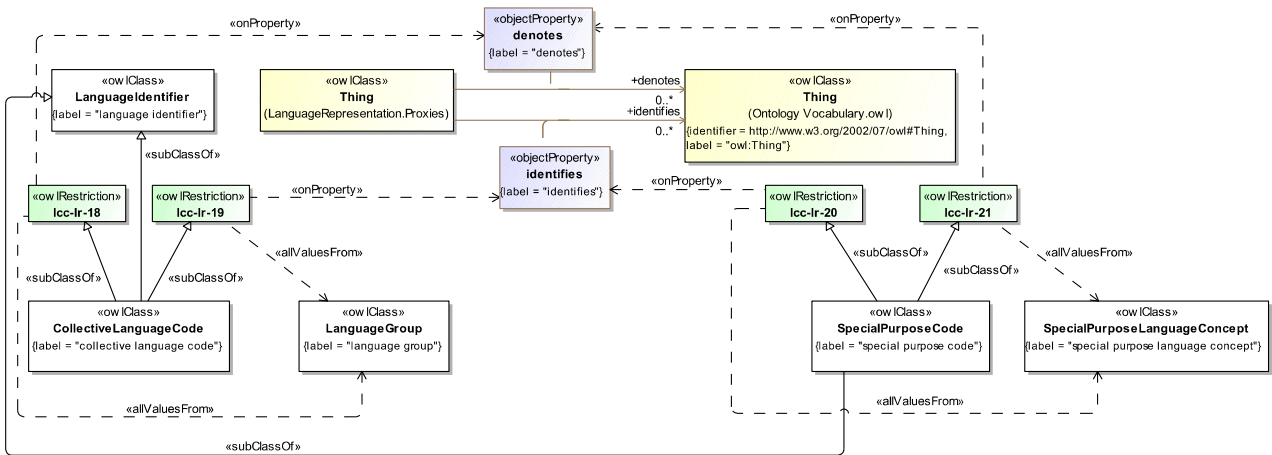 «onProperty»
«objectProperty»
denotes
{label = "denotes"}
«onProperty»
«owlClass»
LanguageIdentifier
{label = "language identifier"}
«owlClass»
Thing
(LanguageRepresentation.Proxies)
+denotes
0..*
+identifies
0..*
«owlClass»
Thing
(Ontology Vocabulary.owl)
{identifier = http://www.w3.org/2002/07/owl#Thing,
label = "owl:Thing"}
«subClassOf»
«objectProperty»
identifies
{label = "identifies"}
«onProperty»
«onProperty»
«owlRestriction»
lcc-lr-18
«owlRestriction»
lcc-lr-19
«owlRestriction»
lcc-lr-20
«owlRestriction»
lcc-lr-21
«allValuesFrom»
«allValuesFrom»
«subClassOf»
«subClassOf»
«subClassOf»
«subClassOf»
«owlClass»
CollectiveLanguageCode
{label = "collective language code"}
«owlClass»
LanguageGroup
{label = "language group"}
«owlClass»
SpecialPurposeCode
{label = "special purpose code"}
«owlClass»
SpecialPurposeLanguageConcept
{label = "special purpose language concept"}
«allValuesFrom»
«allValuesFrom»
«subClassOf»